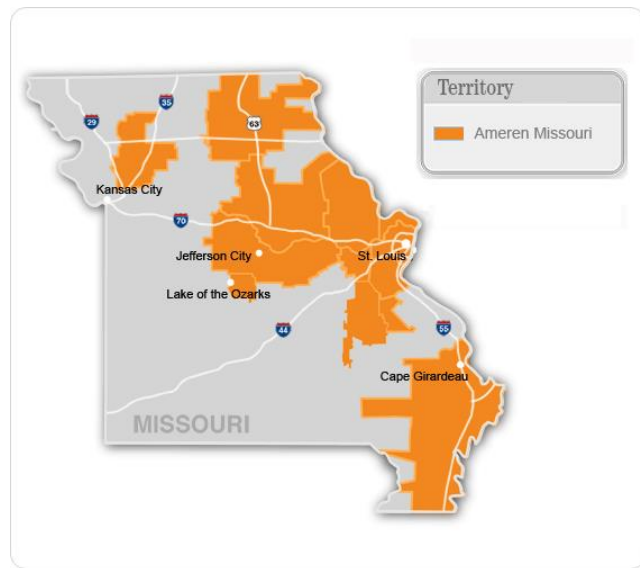 Territory
Ameren Missouri
35
29
63
Kansas City
70
Jefferson City
St. Louis
Lake of the Ozarks
44
55
Cape Girardeau
MISSOURI